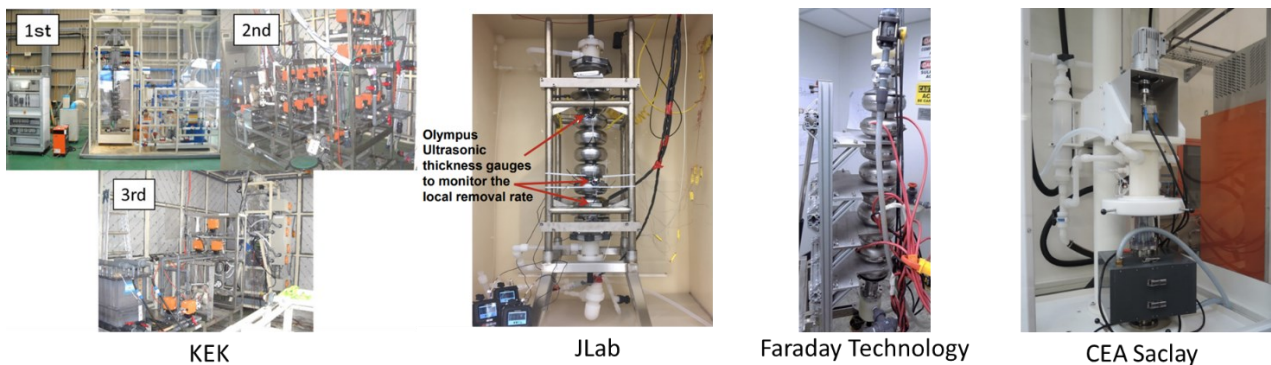 1st
2nd
3rd
Olympus
Ultrasonic
thickness gauges
to monitor the
local removal rate
KEK
JLab
Faraday Technology
CEA Saclay